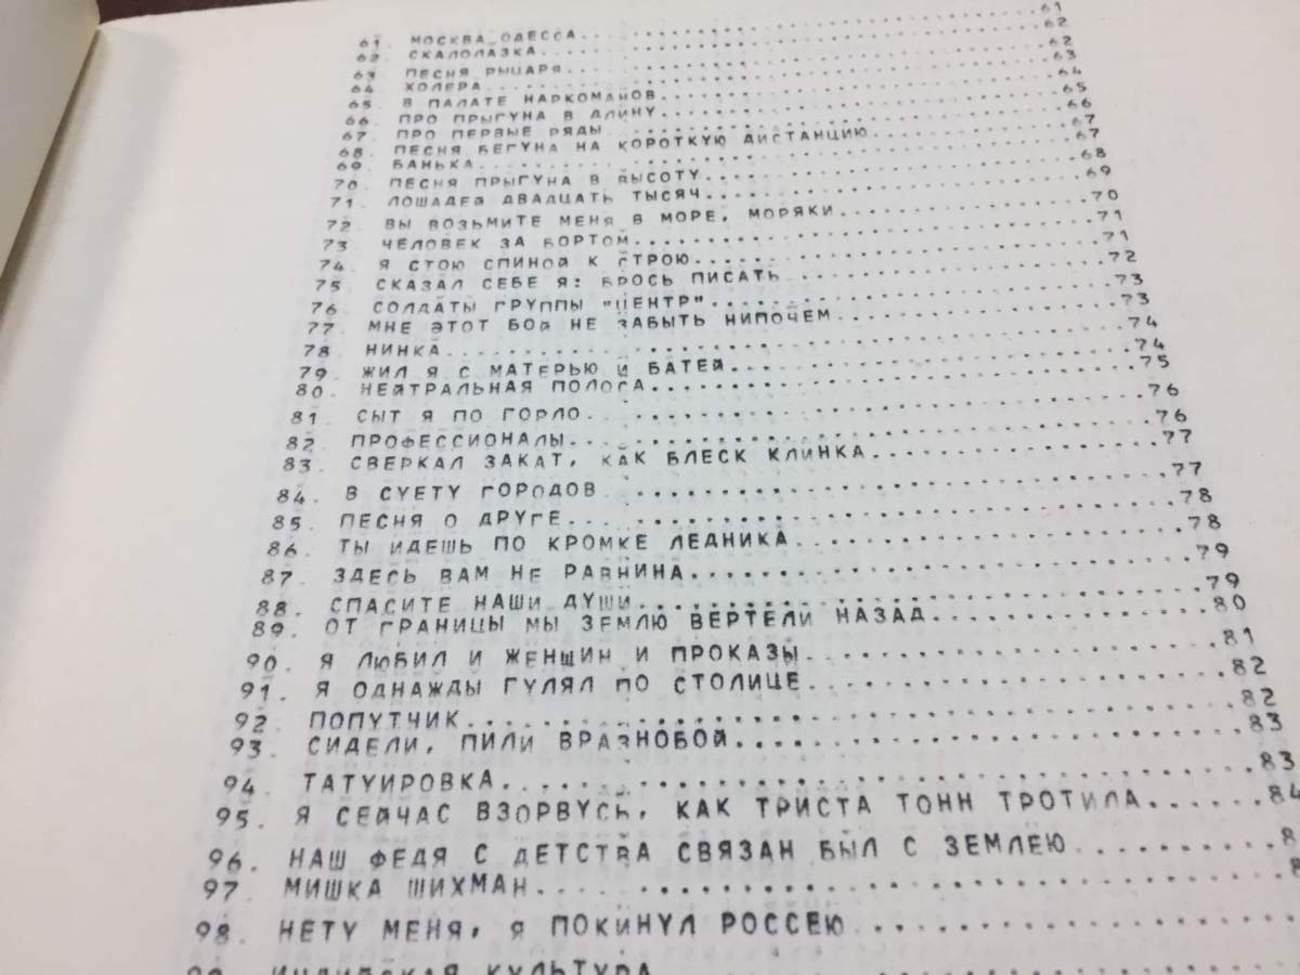 61. МОСКВА-ОДЕССА..........61
62. СКАЛОЛАЗКА..........62
63. ПЕСНЯ РЫЦАРЯ..........62
64. ХОЛЕРА..........63
65. В ПАЛАТЕ НАРКОМАНОВ..........64
66. ПРО ПРЫГУНА В ДЛИНУ..........65
67. ПРО ПЕРВЫЕ РЯДЫ..........66
68. ПЕСНЯ БЕГУНА НА КОРОТКУЮ ДИСТАНЦИЮ..........67
69. БАНЬКА..........67
70. ПЕСНЯ ПРЫГУНА В ВЫСОТУ..........68
71. ЛОШАДЕЙ ДВАДЦАТЬ ТЫСЯЧ..........69
72. ВЫ ВОЗЬМИТЕ МЕНЯ В МОРЕ, МОРЯКИ..........70
73. ЧЕЛОВЕК ЗА БОРТОМ..........71
74. Я СТОЮ СПИНОЙ К СТРОЮ..........71
75. СКАЗАЛ СЕБЕ Я: БРОСЬ ПИСАТЬ..........72
76. СОЛДАТЫ ГРУППЫ "ЦЕНТР"..........73
77. МНЕ ЭТОТ БОЙ НЕ ЗАБЫТЬ НИПОЧЕМ..........73
78. НИНКА..........74
79. ЖИЛ Я С МАТЕРЬЮ И БАТЕЙ..........74
80. НЕЙТРАЛЬНАЯ ПОЛОСА..........75
81. СЫТ Я ПО ГОРЛО..........76
82. ПРОФЕССИОНАЛЫ..........76
83. СВЕРКАЛ ЗАКАТ, КАК БЛЕСК КЛИНКА..........77
84. В СУЕТУ ГОРОДОВ..........77
85. ПЕСНЯ О ДРУГЕ..........78
86. ТЫ ИДЕШЬ ПО КРОМКЕ ЛЕДНИКА..........78
87. ЗДЕСЬ ВАМ НЕ РАВНИНА..........79
88. СПАСИТЕ НАШИ ДУШИ..........79
89. ОТ ГРАНИЦЫ МЫ ЗЕМЛЮ ВЕРТЕЛИ НАЗАД..........80
90. Я ЛЮБИЛ И ЖЕНЩИН И ПРОКАЗЫ..........81
91. Я ОДНАЖДЫ ГУЛЯЛ ПО СТОЛИЦЕ..........82
92. ПОПУТЧИК..........82
93. СИДЕЛИ, ПИЛИ ВРАЗНОБОЙ..........83
94. ТАТУИРОВКА..........83
95. Я СЕЙЧАС ВЗОРВУСЬ, КАК ТРИСТА ТОНН ТРОТИЛА......84
96. НАШ ФЕДЯ С ДЕТСТВА СВЯЗАН БЫЛ С ЗЕМЛЕЮ..........8
97. МИШКА ШИХМАН..........
98. НЕТУ МЕНЯ, Я ПОКИНУЛ РОССЕЮ..........
99. ИНДИЙСКАЯ КУЛЬТУРА